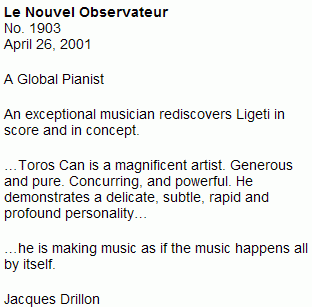 Le Nouvel Observateur
No. 1903
April 26, 2001
A Global Pianist
An exceptional musician rediscovers Ligeti in
score and in concept.
…Toros Can is a magnificent artist. Generous
and pure. Concurring, and powerful. He
demonstrates a delicate, subtle, rapid and
profound personality…
…he is making music as if the music happens all
by itself.
Jacques Drillon